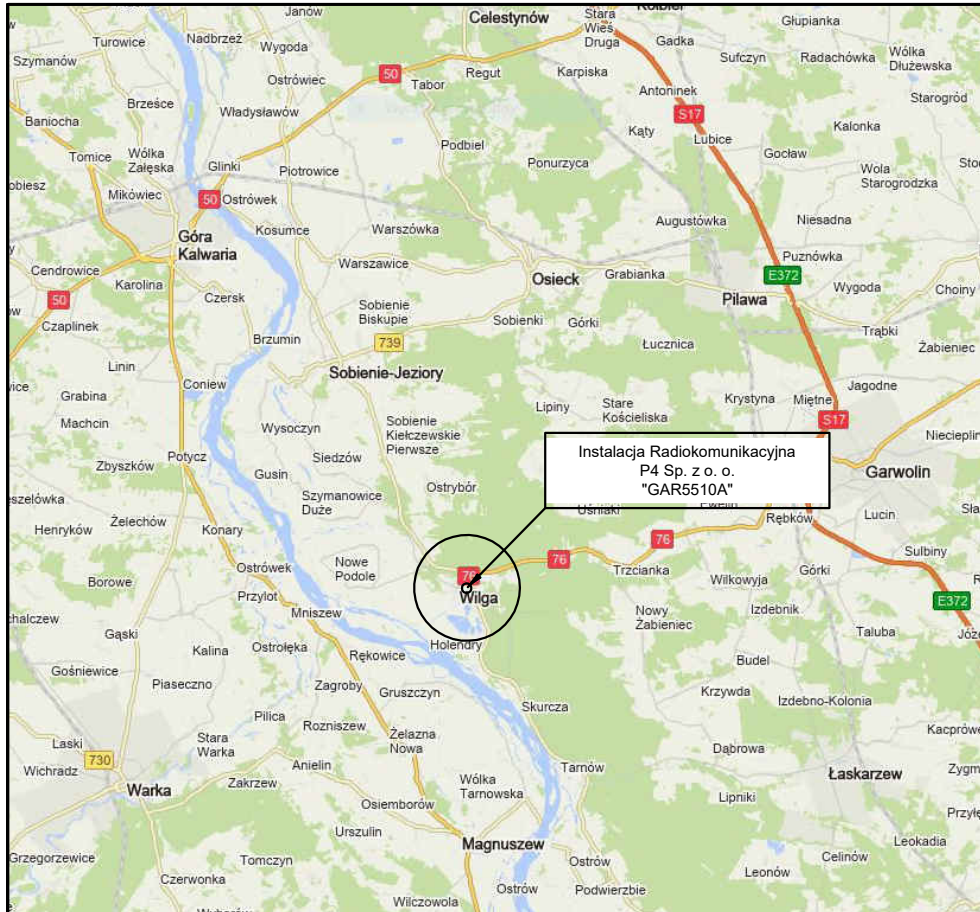 Janów
Celestynów
Stara
Wieś
Druga
Głupianka
Nadbrzeż
Turowice
Wygoda
Gadka
Sufczyn
Radachówka
Wólka
Dłużewska
Szymanów
50
Regut
Karpiska
Ostrówiec
Tabor
Antoninek
Starogród
Brześce
Władysławów
S17
Baniocha
Kąty
Lubice
Kalonka
Podbiel
Tomice
Wólka
Załęska
Glinki
Piotrowice
Ponurzyca
Gocław
Wola
Starogrodzka
Mikówiec
50
Ostrówek
Augustówka
Niesadna
Kosumce
Warszówka
Góra
Kalwaria
Puznówka
Cendrowice
Warszawice
Osieck
Grabianka
E372
Karolina
Wygoda
Choiny
50
Czersk
Pilawa
Sobienie
Biskupie
Sobienki
Górki
Czaplinek
Trąbki
Brzumin
739
Łucznica
Żabieniec
Linin
Sobienie-Jeziory
Coniew
Jagodne
Grabina
Krystyna
Miętne
Lipiny
Stare
Kościeliska
Machcin
Sobienie
Kiełczewskie
Pierwsze
S17
Wysoczyn
Potycz
Siedzów
Zbyszków
Instalacja Radiokomunikacyjna
P4 Sp. z o. o.
"GAR5510A"
Gusin
Garwolin
Ostrybór
Szymanowice
Duże
Żelechów
Lucin
Rębków
Henryków
Konary
76
Sulbiny
Nowe
Podole
76
Ostrówek
Trzcianka
Górki
76
Borowe
Wilkowyja
Przylot
Wilga
E372
Mniszew
Nowy
Żabieniec
Izdebnik
Gąski
Taluba
Kalina
Ostrołęka
Holendry
Rękowice
Budel
Gośniewice
Piaseczno
Zagroby
Gruszczyn
Krzywda
Izdebno-Kolonia
Skurcza
Pilica
Rozniszew
Stara
Warka
Żelazna
Nowa
Laski
Dąbrowa
730
Wichradz
Anielin
Tarnów
Zakrzew
Wólka
Tarnowska
Łaskarzew
Warka
Osiemborów
Lipniki
Urszulin
Magnuszew
Leokadia
Grzegorzewice
Tomczyn
Ostrów
Celinów
Leonów
Czerwonka
Ostrów
Podwierzbie
Wilczowola